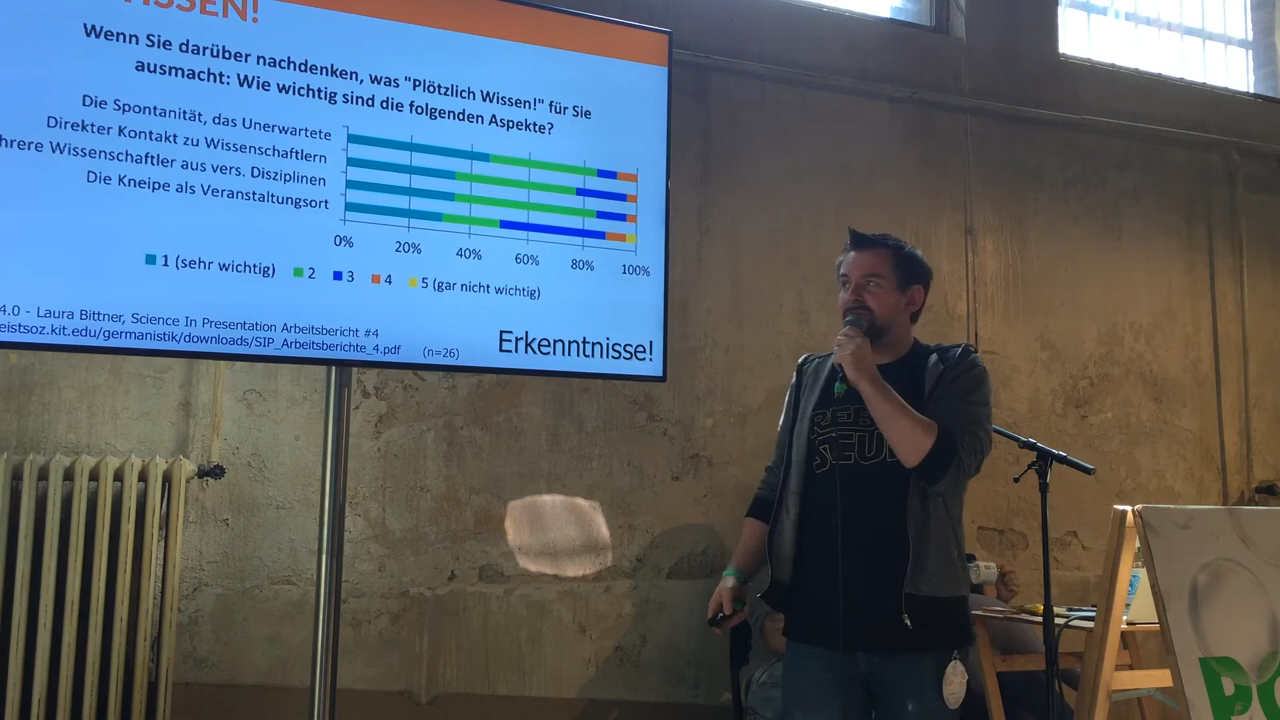 Wenn Sie darüber nachdenken, was "Plötzlich Wissen!" für Sie
ausmacht: Wie wichtig sind die folgenden Aspekte?
Die Spontanität, das Unerwartete
Direkter Kontakt zu Wissenschaftlern
Wissenschaftler aus vers. Disziplinen
Die Kneipe als Veranstaltungsort
0% 20% 40% 60% 80% 100%
1 (sehr wichtig) 2 3 4 5 (gar nicht wichtig)
4.0 - Laura Bittner, Science In Presentation Arbeitsbericht #4
eistsoz.kit.edu/germanistik/downloads/SIP_Arbeitsberichte_4.pdf (n=26)
Erkenntnisse!